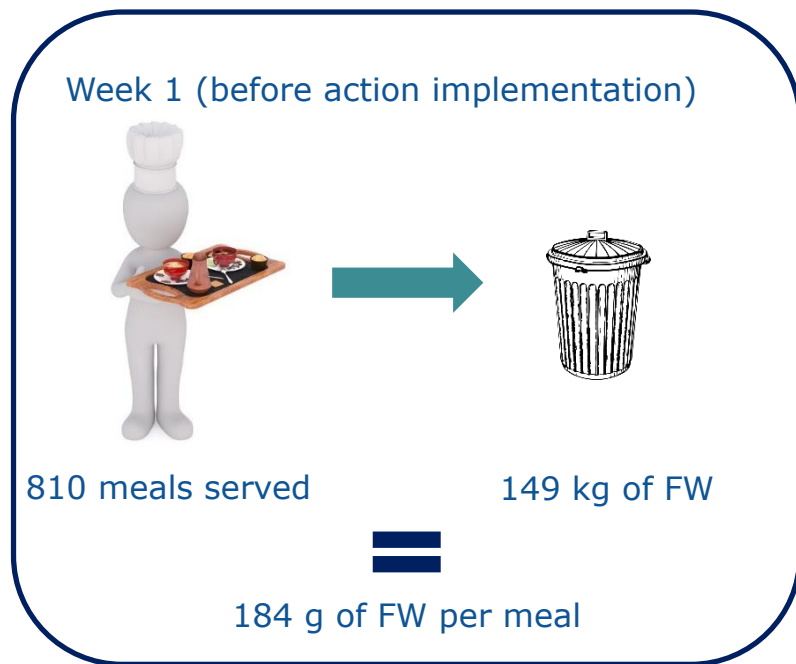 Week 1 (before action implementation)
810 meals served
149 kg of FW
184 g of FW per meal